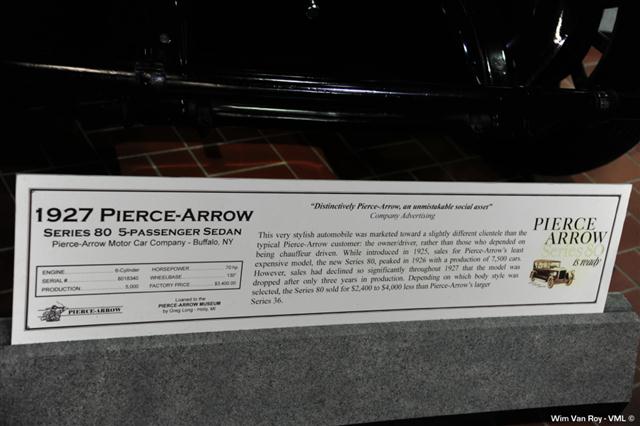 1927 PIERCE-ARROW
SERIES 80 5-PASSENGER SEDAN
Pierce-Arrow Motor Car Company - Buffalo, NY
ENGINE 6-Cylinder HORSEPOWER 70 hp
SERIAL # 8018340 WHEELBASE 130"
PRODUCTION 5,000 FACTORY PRICE $3,400.00
PIERCE-ARROW
Loaned to the
PIERCE-ARROW MUSEUM
by Greg Long - Holly, MI
"Distinctively Pierce-Arrow, an unmistakable social asset"
Company Advertising
This very stylish automobile was marketed toward a slightly different clientele than the
typical Pierce-Arrow customer: the owner/driver, rather than those who depended on
being chauffeur driven. While introduced in 1925, sales for Pierce-Arrow's least
expensive model, the new Series 80, peaked in 1926 with a production of 7,500 cars.
However, sales had declined so significantly throughout 1927 that the model was
dropped after only three years in production. Depending on which body style was
selected, the Series 80 sold for $2,400 to $4,000 less than Pierce-Arrow's larger
Series 36.
PIERCE
ARROW
Series 80
is ready
Wim Van Roy - VML ©